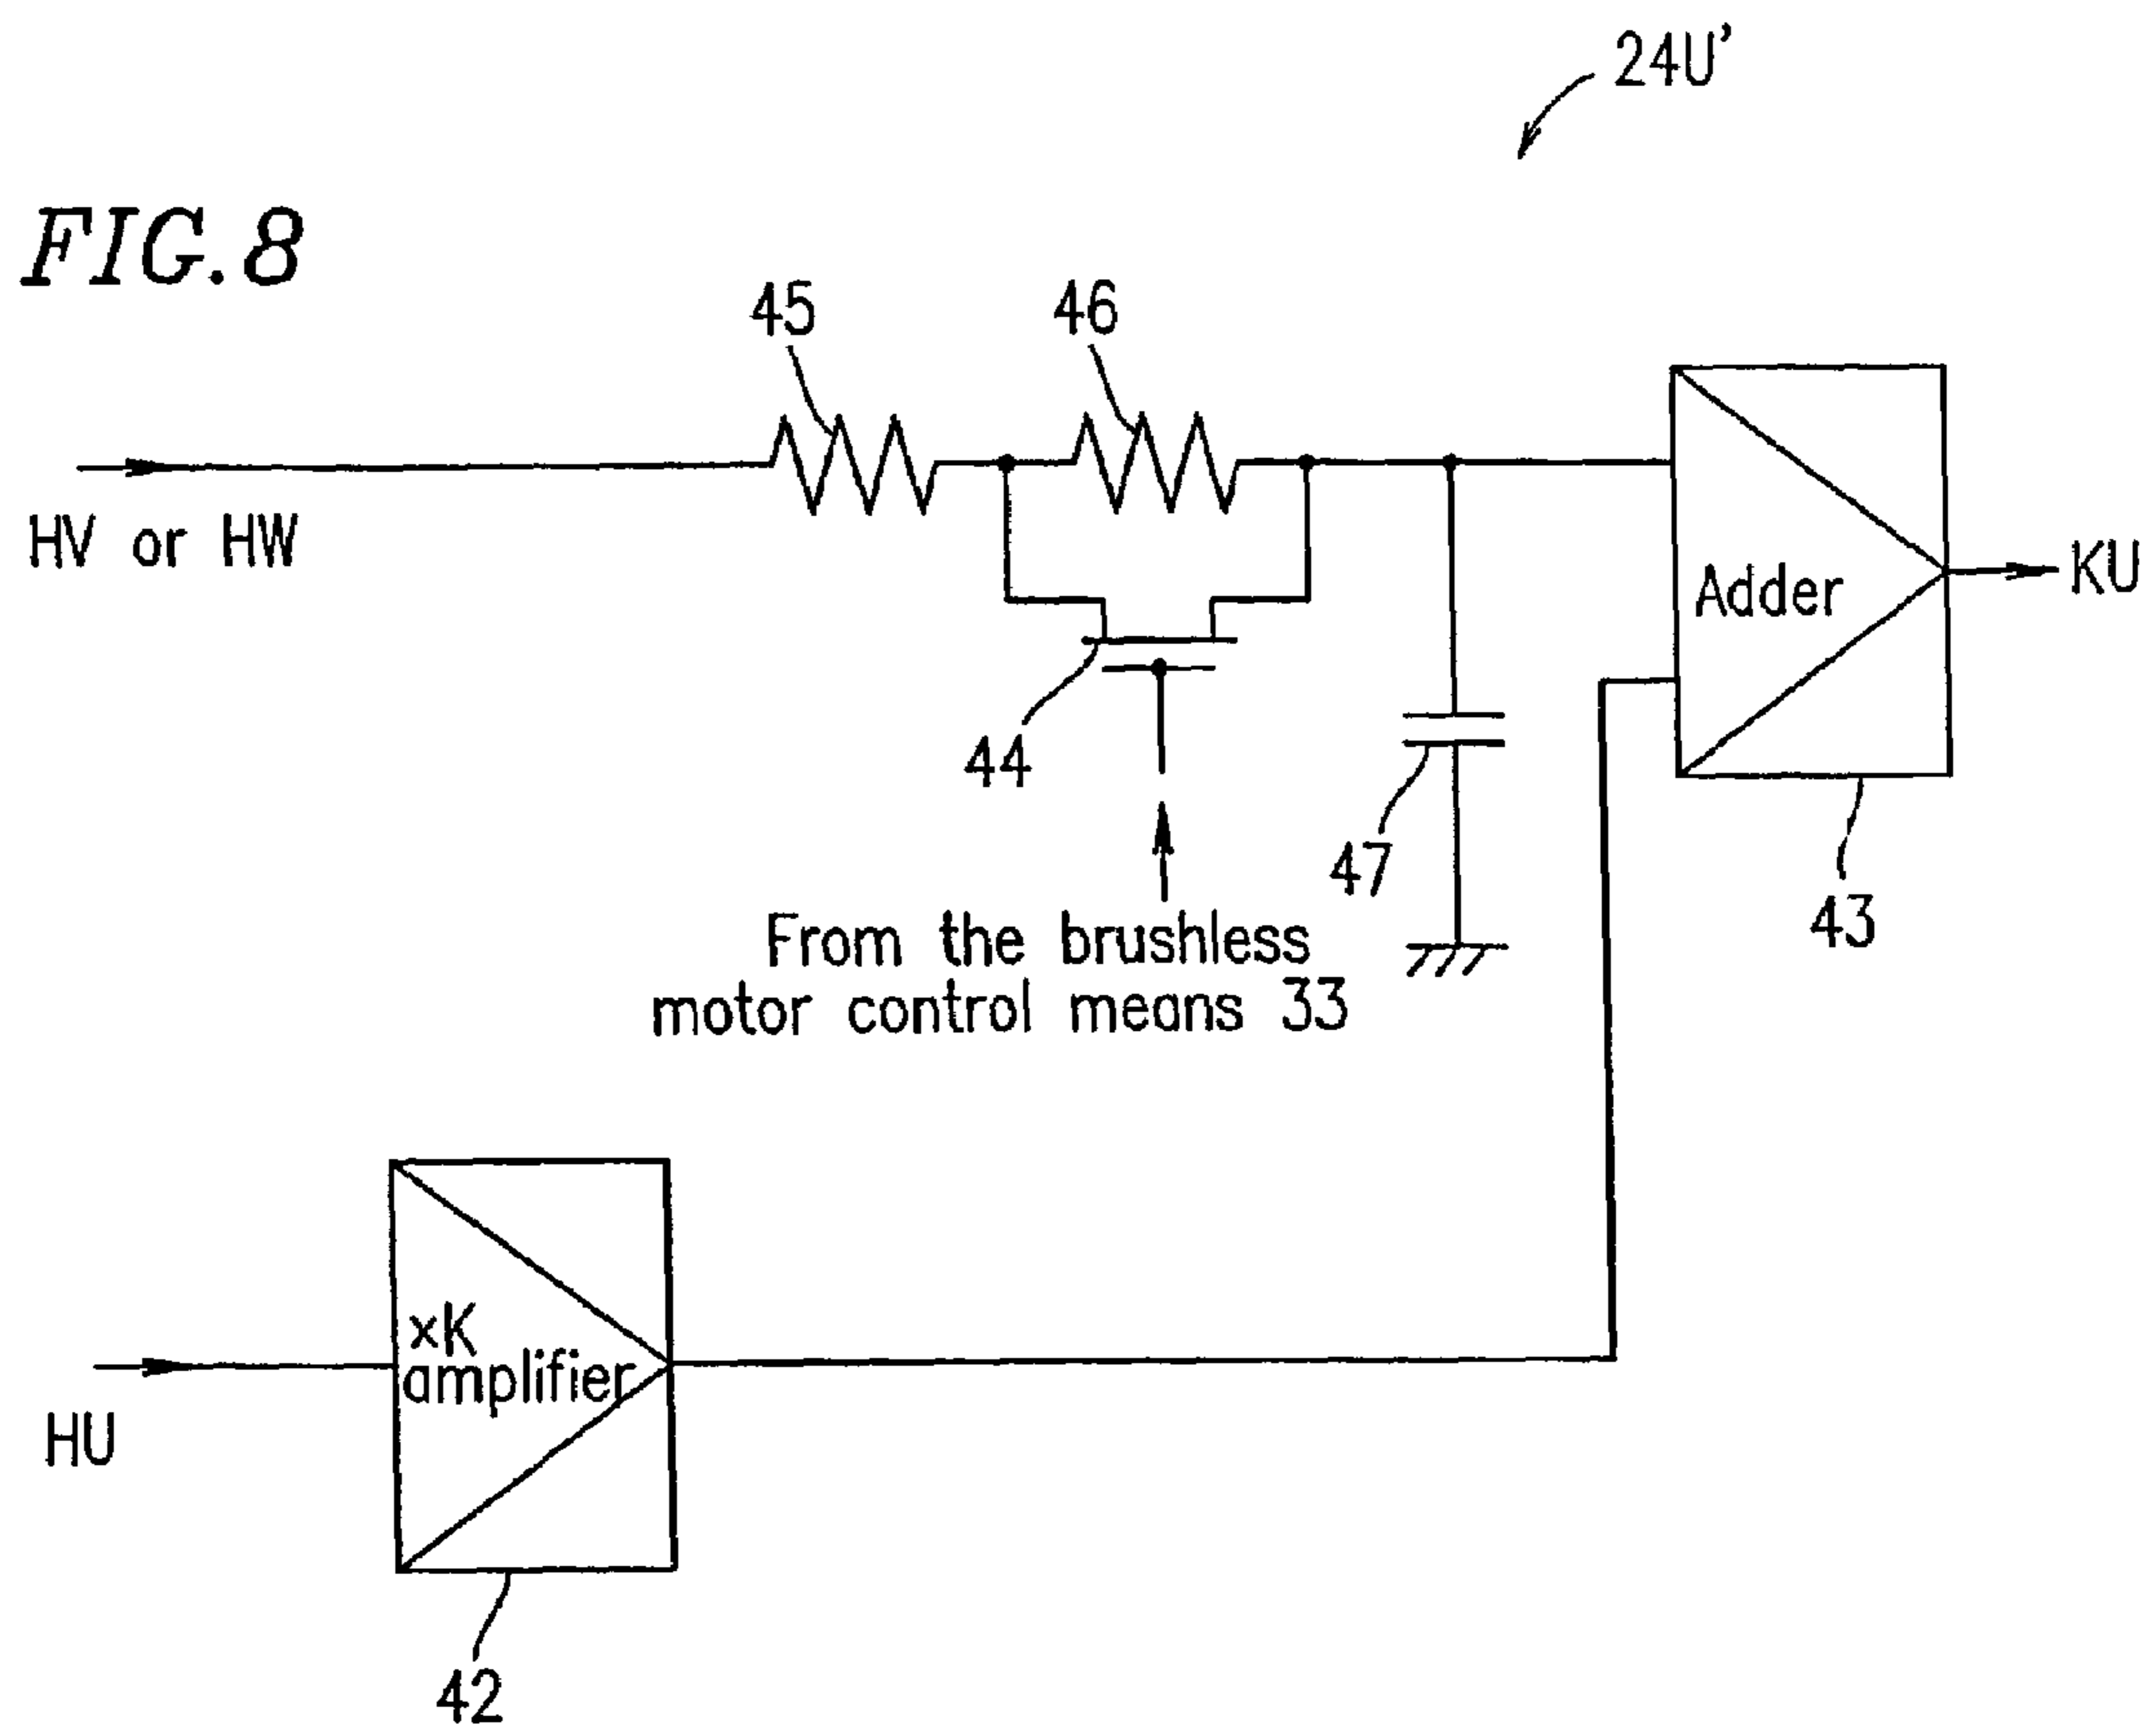 24U'
FIG.8
45
46
HV or HW
Adder
KU
44
47
43
From the brushless
motor control means 33
xK
amplifier
HU
42